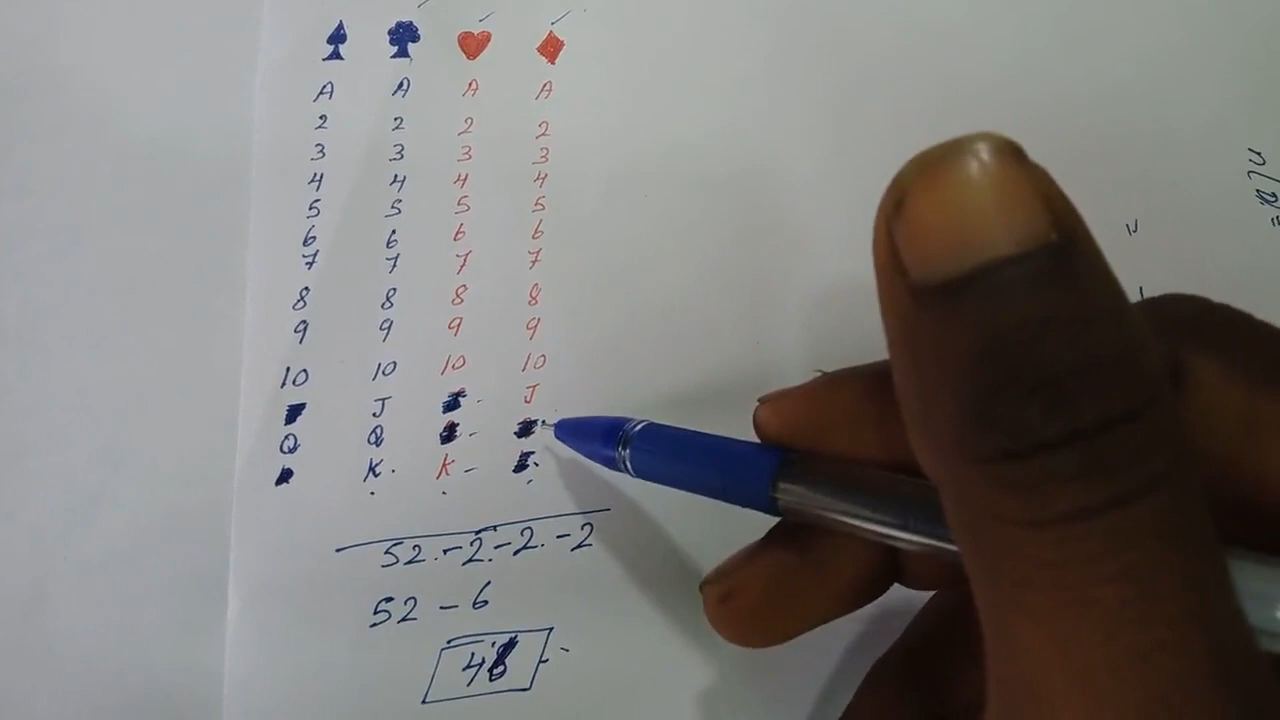 A A A A
2 2 2 2
3 3 3 3
4 4 4 4
5 5 5 5
6 6 6 6
7 7 7 7
8 8 8 8
9 9 9 9
10 10 10 10
J J
Q Q
K. K -
52.-2.-2.-2
52 - 6
46